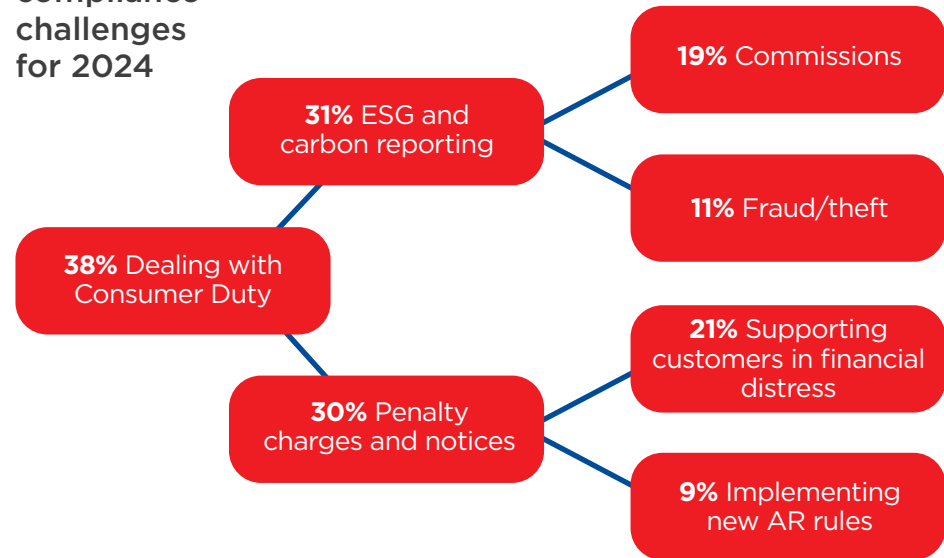 compliance
challenges
for 2024
19% Commissions
31% ESG and
carbon reporting
11% Fraud/theft
38% Dealing with
Consumer Duty
21% Supporting
customers in financial
distress
30% Penalty
charges and notices
9% Implementing
new AR rules